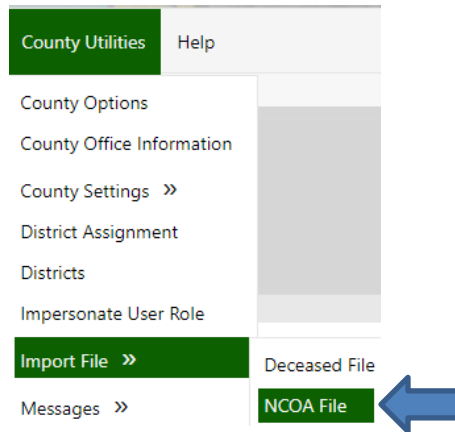 County Utilities Help
County Options
County Office Information
County Settings »
District Assignment
Districts
Impersonate User Role
Import File » Deceased File
Messages » NCOA File